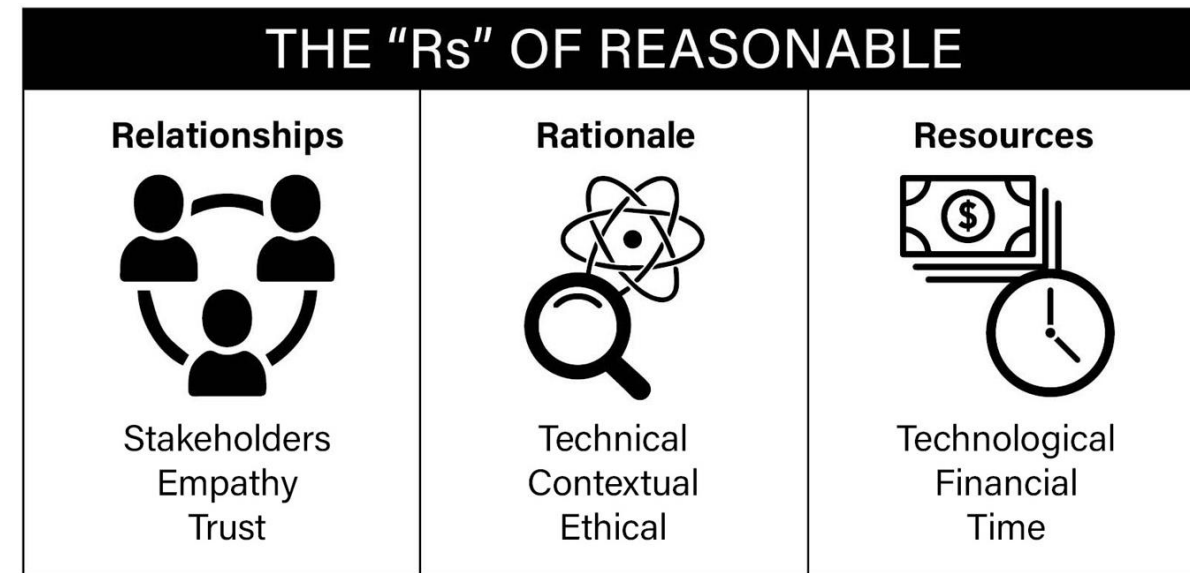 THE “Rs” OF REASONABLE
Relationships
Stakeholders
Empathy
Trust
Rationale
Technical
Contextual
Ethical
Resources
$
Technological
Financial
Time